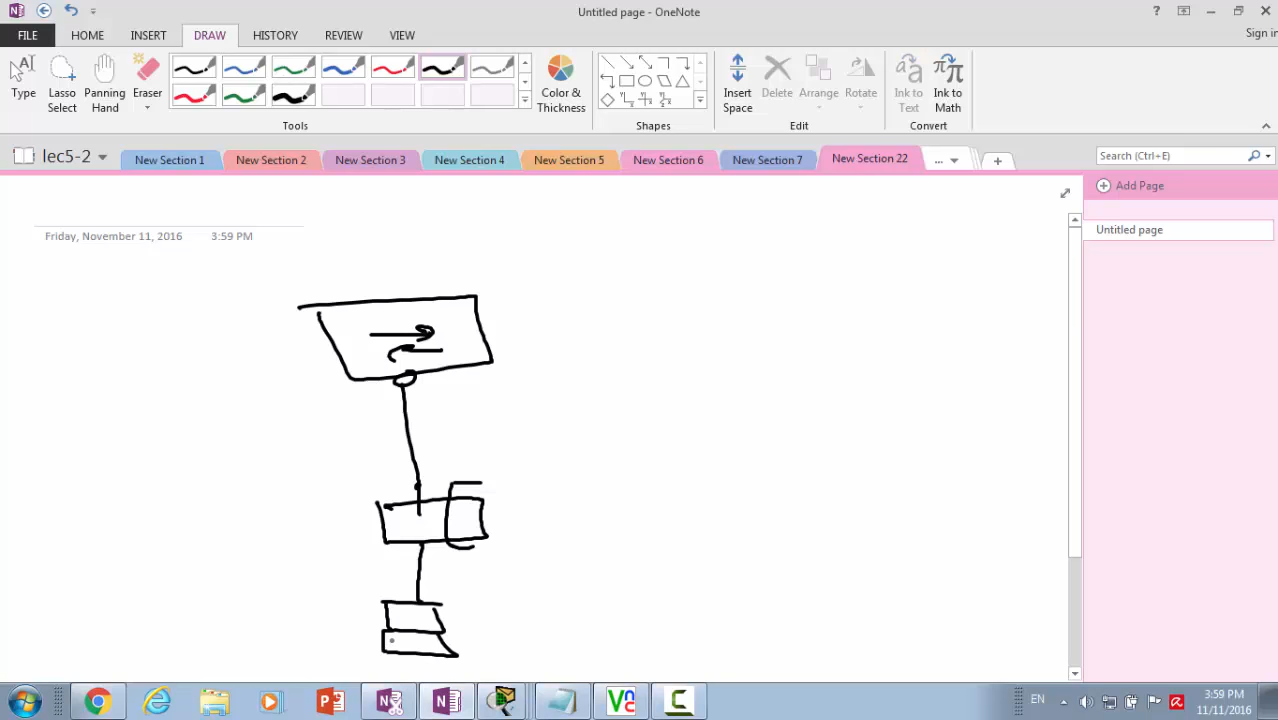 Untitled page - OneNote
?
FILE
HOME
INSERT
DRAW
HISTORY
REVIEW
VIEW
Sign in
Type
Lasso Select
Panning Hand
Eraser
Color & Thickness
Insert Space
Delete
Arrange
Rotate
Ink to Text
Ink to Math
Tools
Shapes
Edit
Convert
lec5-2
New Section 1
New Section 2
New Section 3
New Section 4
New Section 5
New Section 6
New Section 7
New Section 22
...
Search (Ctrl+E)
Add Page
Friday, November 11, 2016 3:59 PM
Untitled page
EN
3:59 PM
11/11/2016